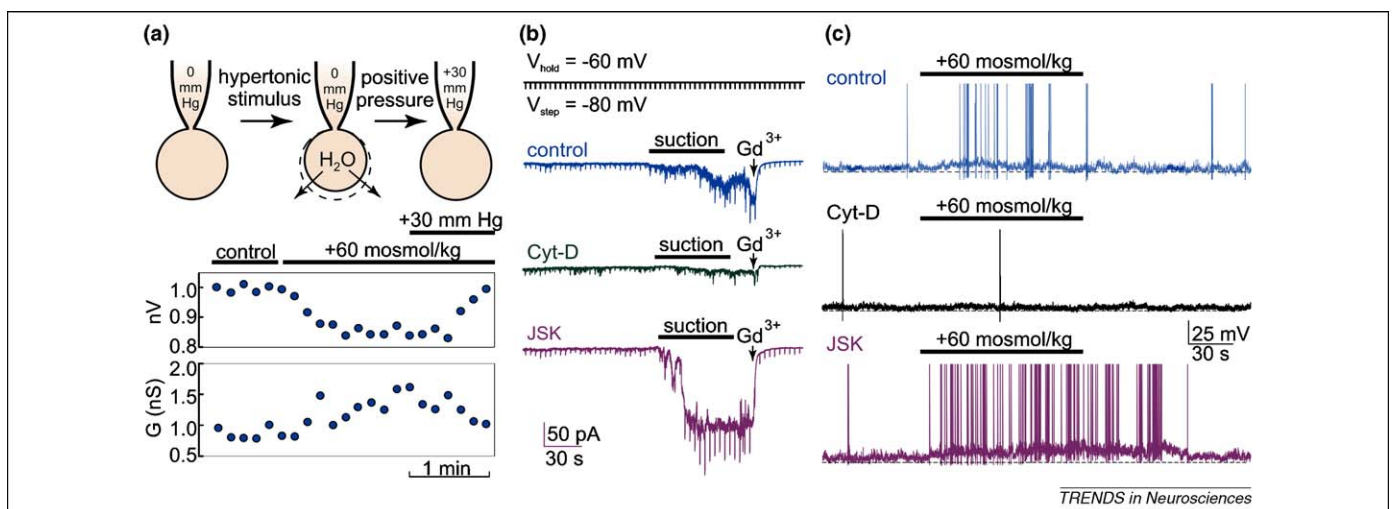 (a)
0
mm
Hg
hypertonic
stimulus
0
mm
Hg
H₂O
positive
pressure
+30
mm
Hg
+30 mm Hg
control
+60 mosmol/kg
nV
1.0
0.9
0.8
G (nS)
2.0
1.5
1.0
0.5
1 min
(b)
V_hold = -60 mV
V_step = -80 mV
control
suction
Gd³⁺
Cyt-D
suction
Gd³⁺
JSK
suction
Gd³⁺
50 pA
30 s
(c)
control
+60 mosmol/kg
Cyt-D
+60 mosmol/kg
25 mV
30 s
JSK
+60 mosmol/kg
TRENDS in Neurosciences